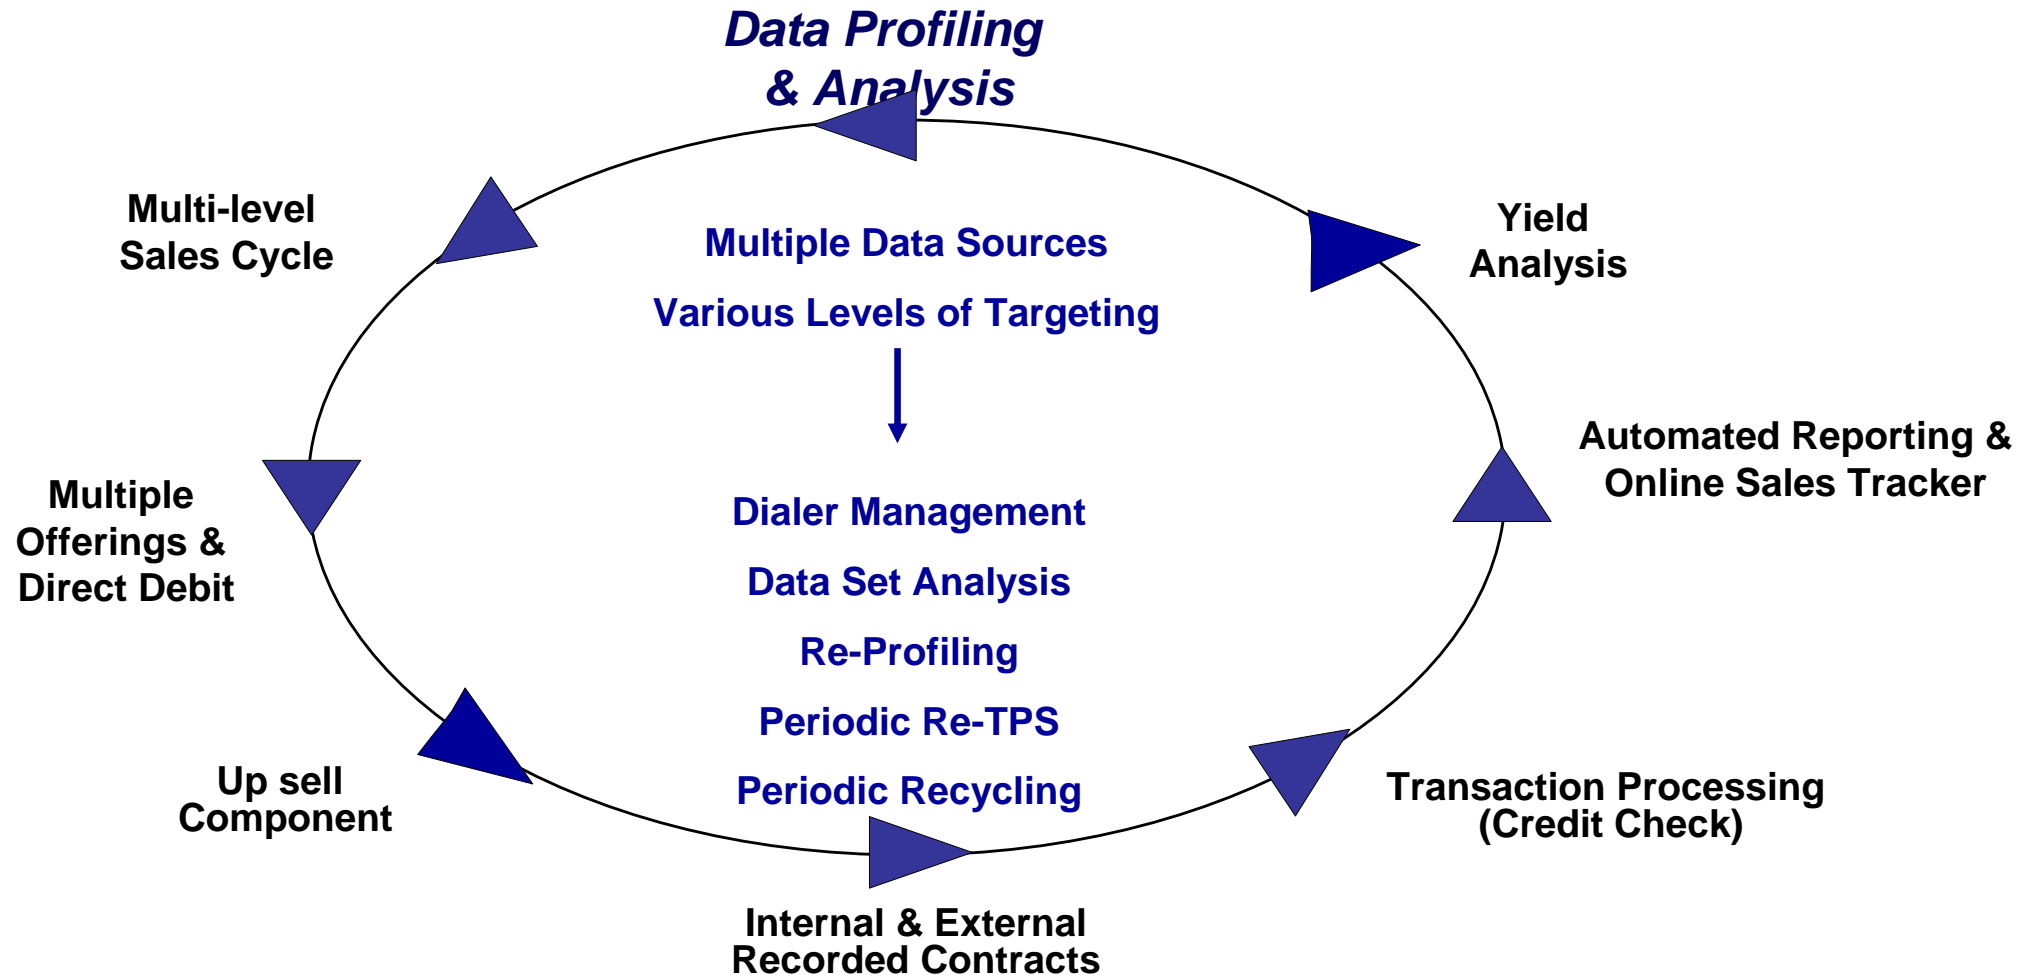 Data Profiling
& Analysis
Multi-level
Sales Cycle
Multiple Data Sources
Various Levels of Targeting
Yield
Analysis
Multiple
Offerings &
Direct Debit
Automated Reporting &
Online Sales Tracker
Dialer Management
Data Set Analysis
Re-Profiling
Periodic Re-TPS
Periodic Recycling
Up sell
Component
Transaction Processing
(Credit Check)
Internal & External
Recorded Contracts